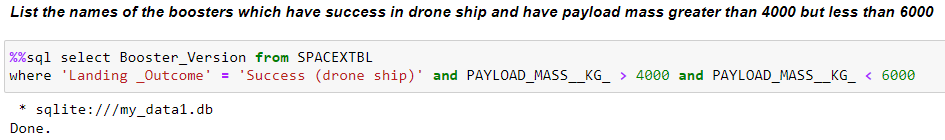 List the names of the boosters which have success in drone ship and have payload mass greater than 4000 but less than 6000
%%sql select Booster_Version from SPACEXTBL
where 'Landing _Outcome' = 'Success (drone ship)' and PAYLOAD_MASS__KG_ > 4000 and PAYLOAD_MASS__KG_ < 6000
* sqlite:///my_data1.db
Done.